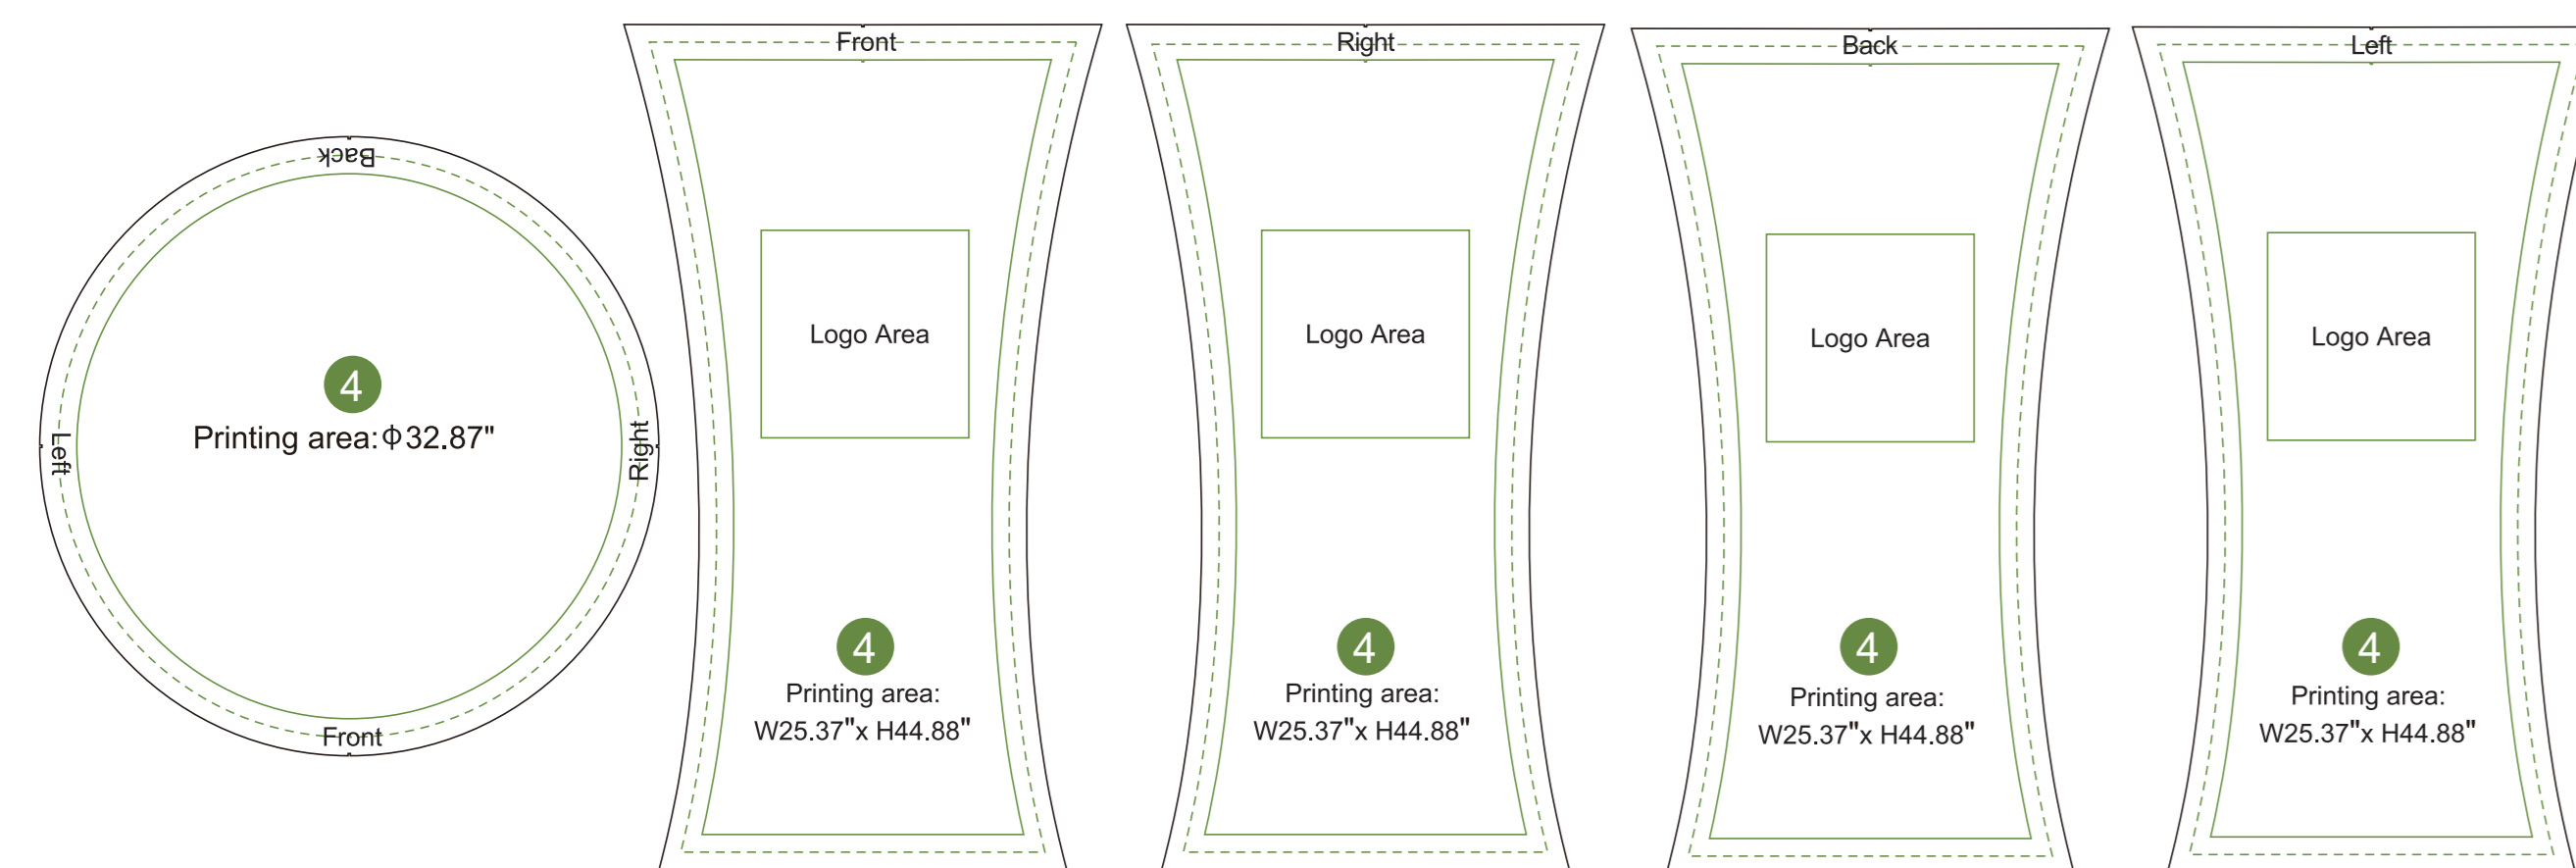 Back
Left
4
Printing area:Φ32.87"
Right
Front
Front
Logo Area
4
Printing area:
W25.37"x H44.88"
Right
Logo Area
4
Printing area:
W25.37"x H44.88"
Back
Logo Area
4
Printing area:
W25.37"x H44.88"
Left
Logo Area
4
Printing area:
W25.37"x H44.88"